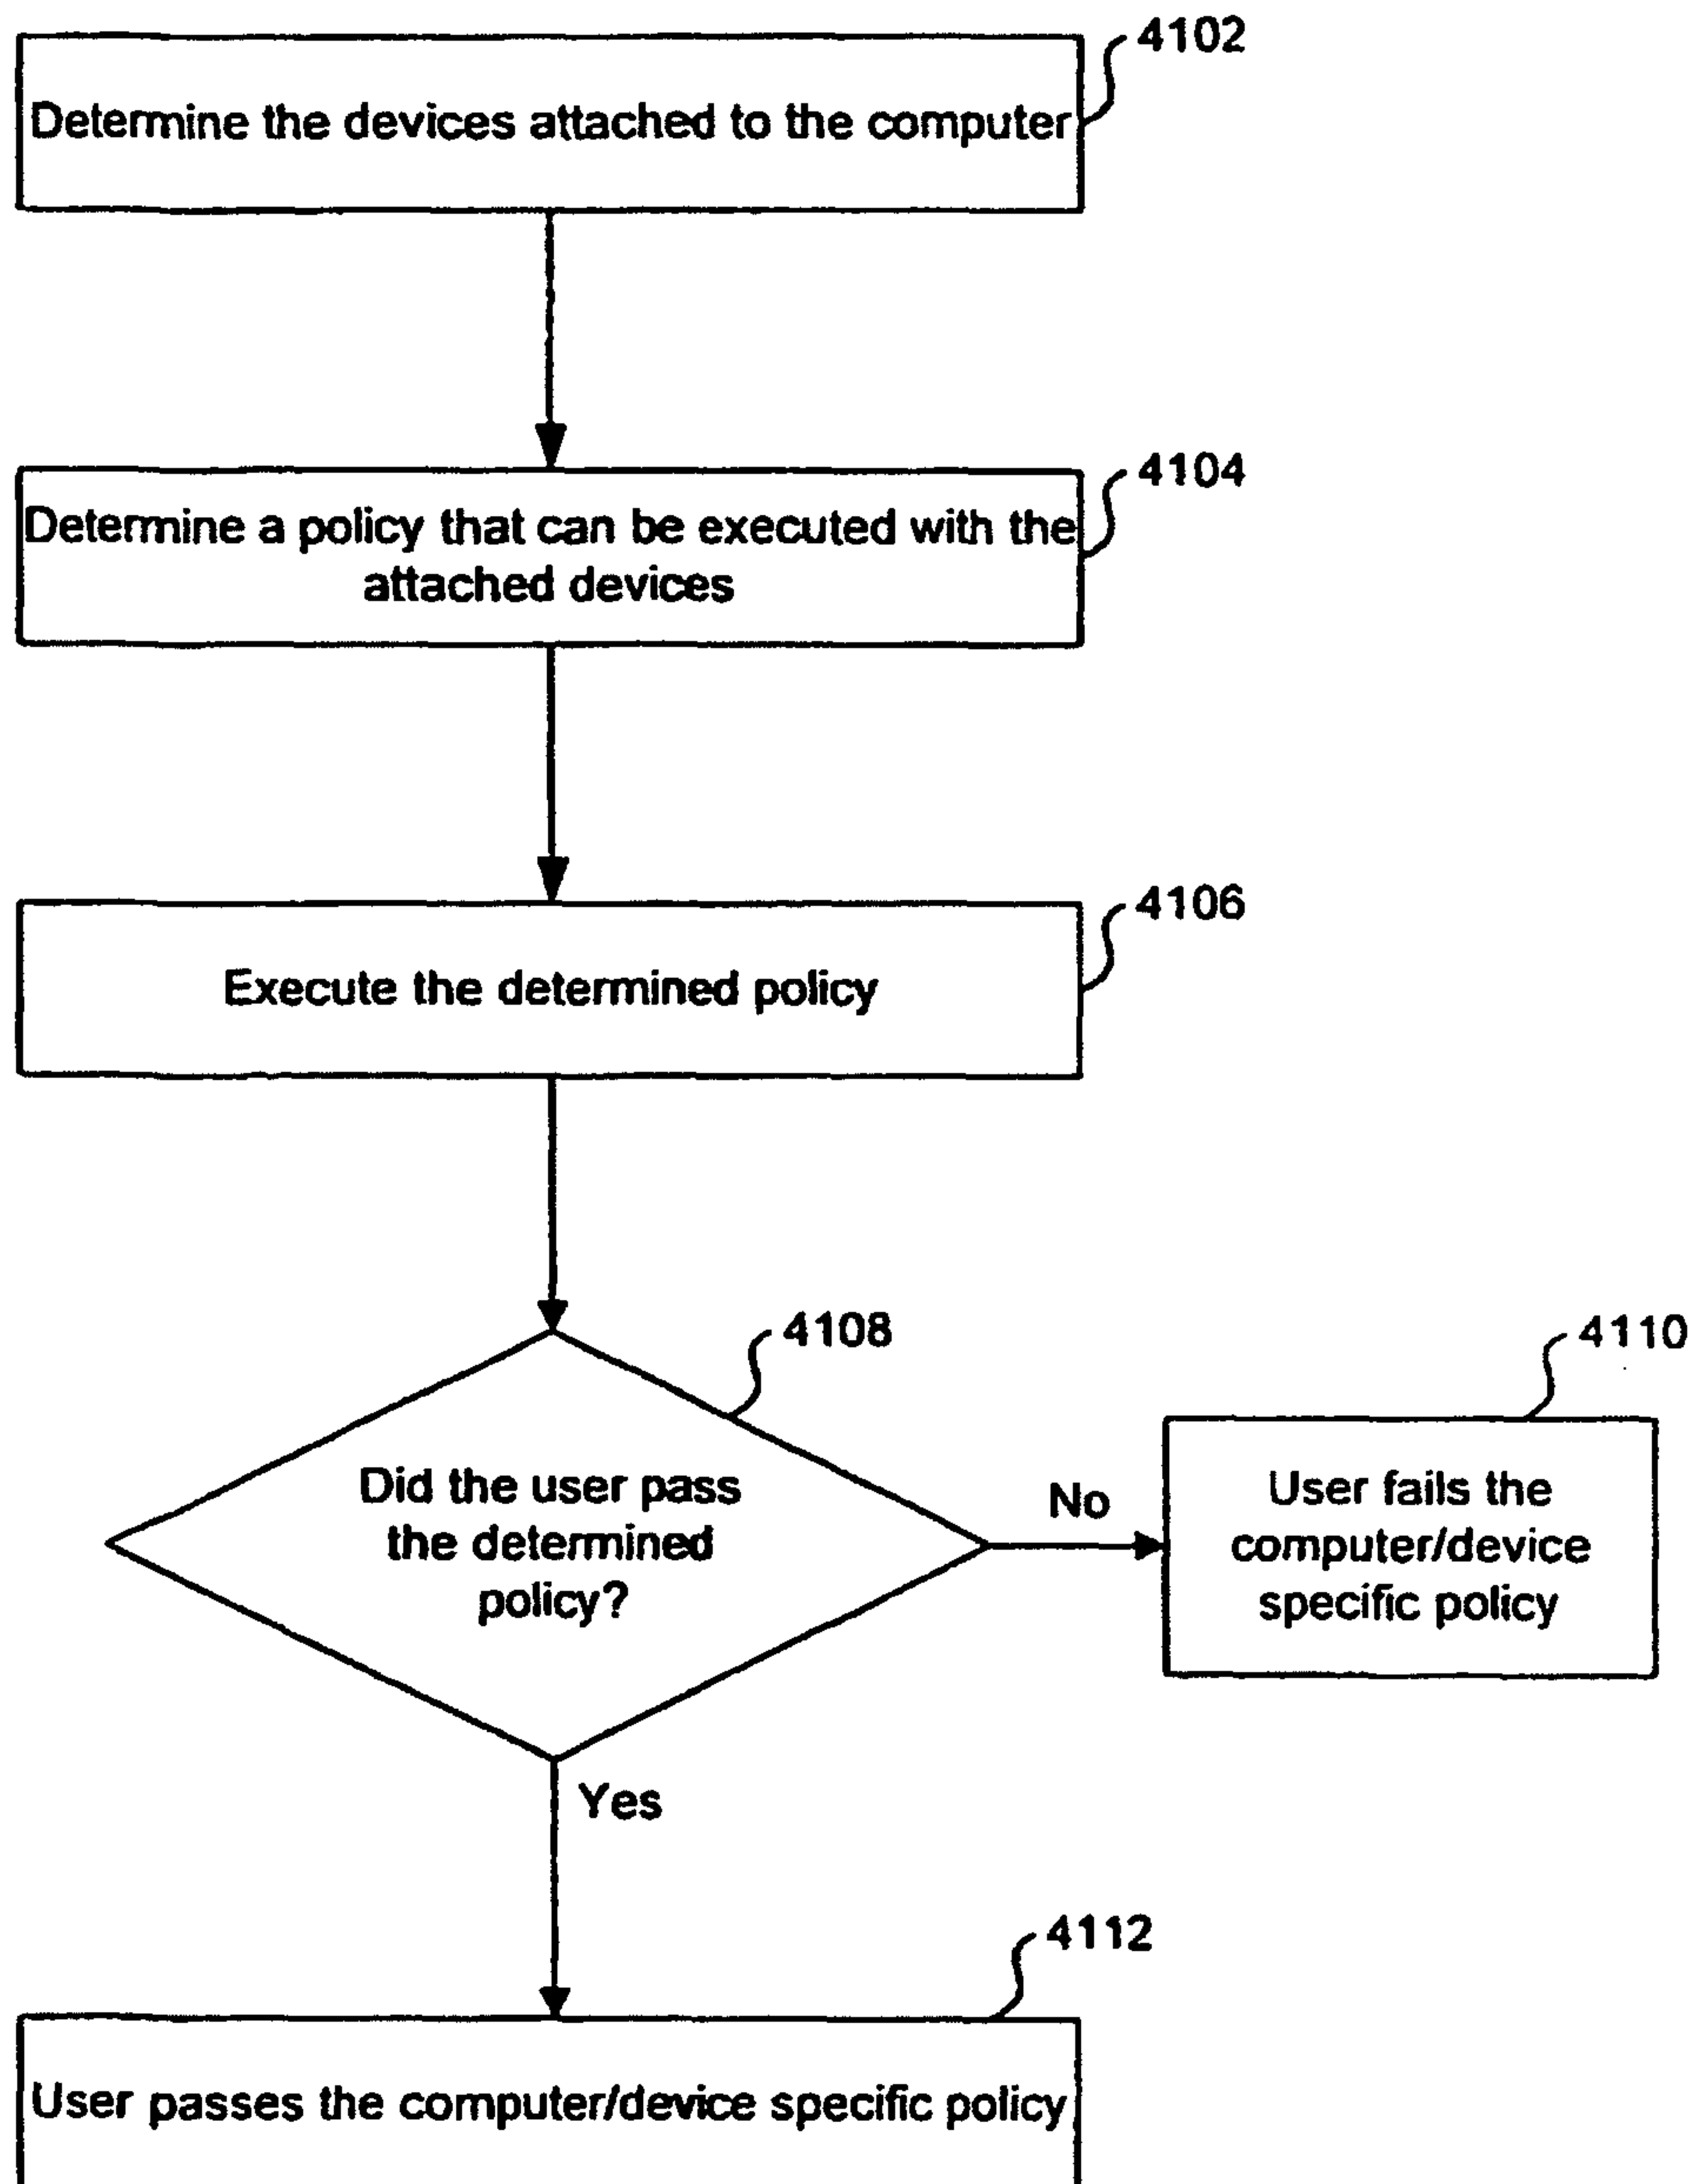 4102
Determine the devices attached to the computer
4104
Determine a policy that can be executed with the
attached devices
4106
Execute the determined policy
4108
Did the user pass
the determined
policy?
No
4110
User fails the
computer/device
specific policy
Yes
4112
User passes the computer/device specific policy